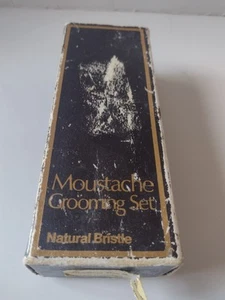 Moustache
Grooming Set
Natural Bristle